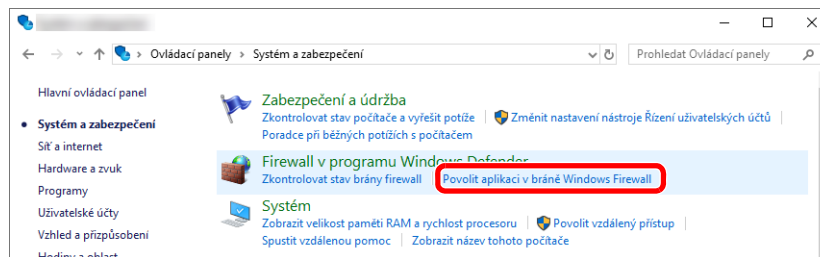 Ovládací panely › Systém a zabezpečení
Prohledat Ovládací panely
Hlavní ovládací panel
Systém a zabezpečení
Síť a internet
Hardware a zvuk
Programy
Uživatelské účty
Vzhled a přizpůsobení
Hodiny a oblast
Zabezpečení a údržba
Zkontrolovat stav počítače a vyřešit potíže
Změnit nastavení nástroje Řízení uživatelských účtů
Poradce při běžných potížích s počítačem
Firewall v programu Windows Defender
Zkontrolovat stav brány firewall
Povolit aplikaci v bráně Windows Firewall
Systém
Zobrazit velikost paměti RAM a rychlost procesoru
Povolit vzdálený přístup
Spustit vzdálenou pomoc
Zobrazit název tohoto počítače